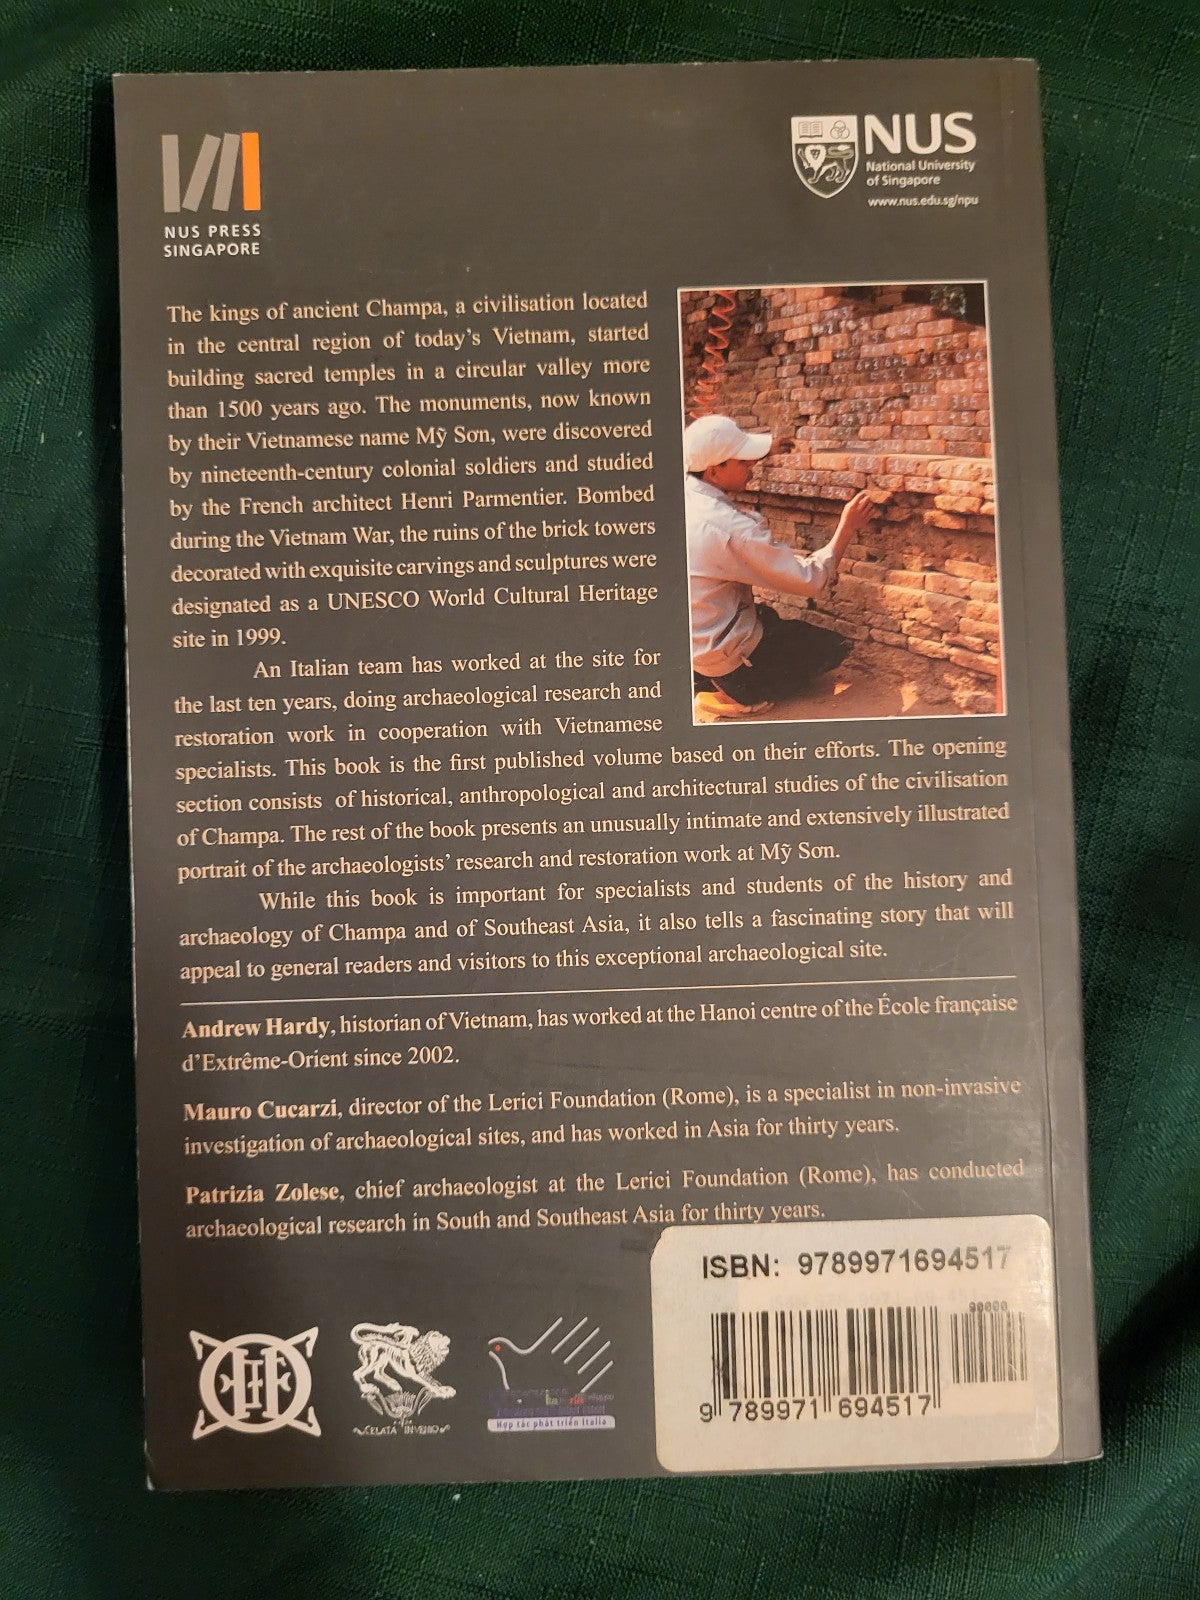 NUS PRESS
SINGAPORE
NUS
National University
of Singapore
www.nus.edu.sg/npu
The kings of ancient Champa, a civilisation located
in the central region of today's Vietnam, started
building sacred temples in a circular valley more
than 1500 years ago. The monuments, now known
by their Vietnamese name Mỹ Sơn, were discovered
by nineteenth-century colonial soldiers and studied
by the French architect Henri Parmentier. Bombed
during the Vietnam War, the ruins of the brick towers
decorated with exquisite carvings and sculptures were
designated as a UNESCO World Cultural Heritage
site in 1999.
An Italian team has worked at the site for
the last ten years, doing archaeological research and
restoration work in cooperation with Vietnamese
specialists. This book is the first published volume based on their efforts. The opening
section consists of historical, anthropological and architectural studies of the civilisation
of Champa. The rest of the book presents an unusually intimate and extensively illustrated
portrait of the archaeologists' research and restoration work at Mỹ Sơn.
While this book is important for specialists and students of the history and
archaeology of Champa and of Southeast Asia, it also tells a fascinating story that will
appeal to general readers and visitors to this exceptional archaeological site.
Andrew Hardy, historian of Vietnam, has worked at the Hanoi centre of the École française
d'Extrême-Orient since 2002.
Mauro Cucarzi, director of the Lerici Foundation (Rome), is a specialist in non-invasive
investigation of archaeological sites, and has worked in Asia for thirty years.
Patrizia Zolese, chief archaeologist at the Lerici Foundation (Rome), has conducted
archaeological research in South and Southeast Asia for thirty years.
CELATA INVENIO
Hợp tác phát triển Italia
ISBN: 9789971694517
90000
9 789971 694517